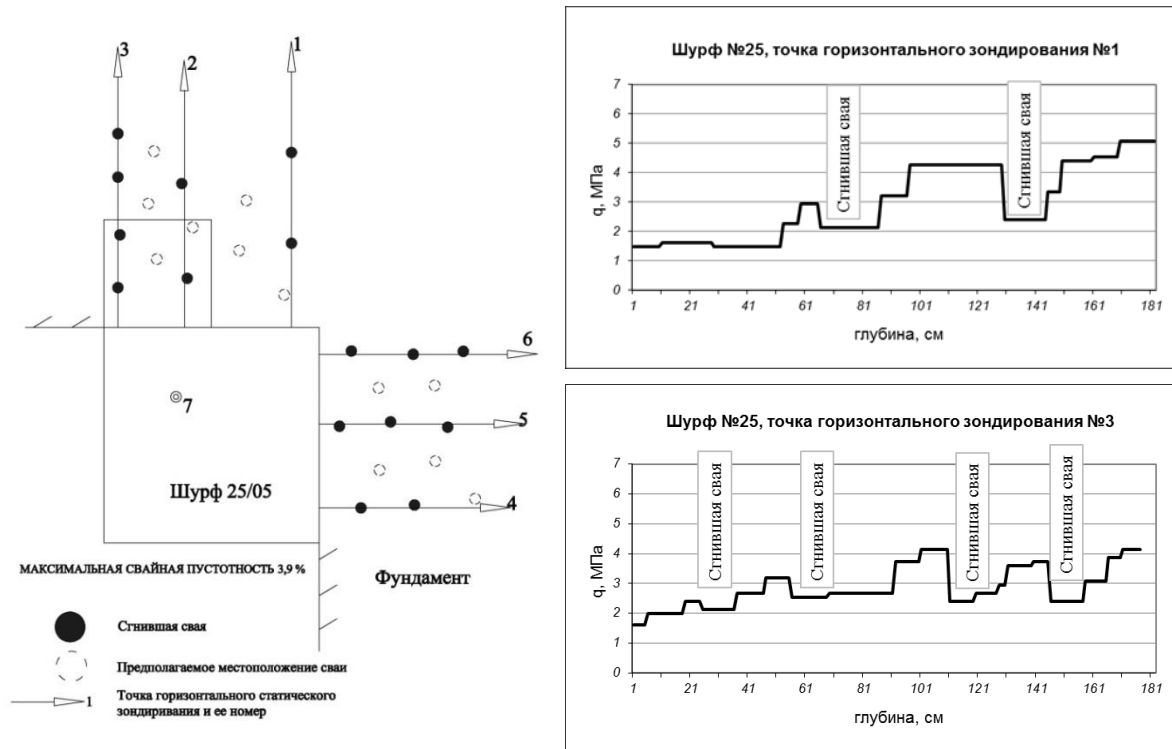 3
1
2
6
5
7
Шурф 25/05
4
МАКСИМАЛЬНАЯ СВАЙНАЯ ПУСТОТНОСТЬ 3,9 %
Фундамент
Сгнившая свая
Предполагаемое местоположение сваи
1
Точка горизонтального статического
зондиривания и ее номер
Шурф №25, точка горизонтального зондирования №1
q, МПа
7
6
5
4
3
2
1
0
Сгнившая свая
Сгнившая свая
1 21 41 61 81 101 121 141 161 181
глубина, см
Шурф №25, точка горизонтального зондирования №3
q, МПа
7
6
5
4
3
2
1
0
Сгнившая свая
Сгнившая свая
Сгнившая свая
Сгнившая свая
1 21 41 61 81 101 121 141 161 181
глубина, см